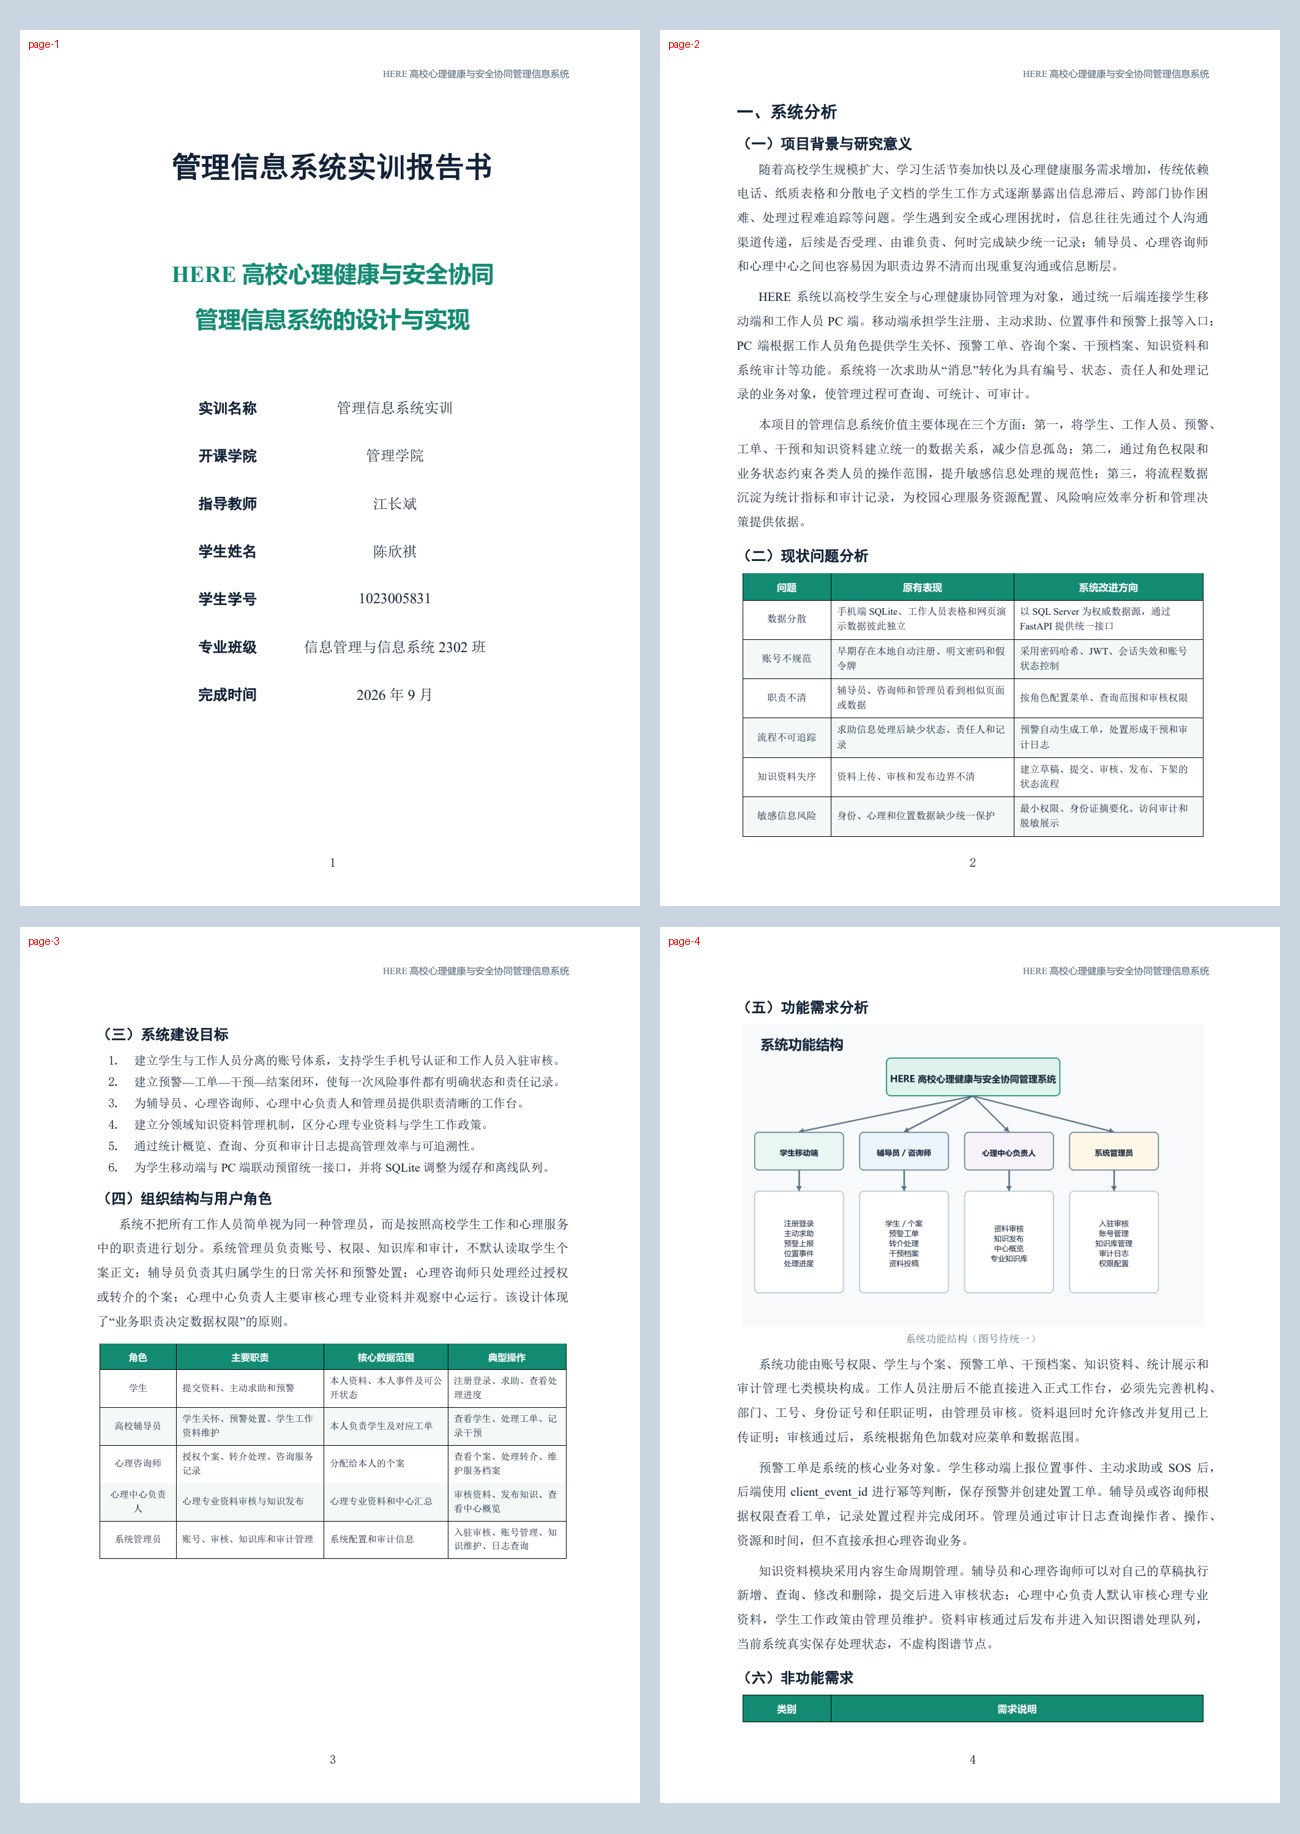 page-1
HERE 高校心理健康与安全协同管理信息系统
管理信息系统实训报告书
HERE 高校心理健康与安全协同
管理信息系统的设计与实现
实训名称 管理信息系统实训
开课学院 管理学院
指导教师 江长斌
学生姓名 陈欣祺
学生学号 1023005831
专业班级 信息管理与信息系统 2302 班
完成时间 2026 年 9 月
1
page-2
HERE 高校心理健康与安全协同管理信息系统
一、系统分析
（一）项目背景与研究意义
随着高校学生规模扩大、学习生活节奏加快以及心理健康服务需求增加，传统依赖
电话、纸质表格和分散电子文档的学生工作方式逐渐暴露出信息滞后、跨部门协作困
难、处理过程难追踪等问题。学生遇到安全或心理困扰时，信息往往先通过个人沟通
渠道传递，后续是否受理、由谁负责、何时完成缺少统一记录；辅导员、心理咨询师
和心理中心之间也容易因为职责边界不清而出现重复沟通或信息断层。
HERE 系统以高校学生安全与心理健康协同管理为对象，通过统一后端连接学生移
动端和工作人员 PC 端。移动端承担学生注册、主动求助、位置事件和预警上报等入口；
PC 端根据工作人员角色提供学生关怀、预警工单、咨询个案、干预档案、知识资料和
系统审计等功能。系统将一次求助从“消息”转化为具有编号、状态、责任人和处理记
录的业务对象，使管理过程可查询、可统计、可审计。
本项目的管理信息系统价值主要体现在三个方面：第一，将学生、工作人员、预警、
工单、干预和知识资料建立统一的数据关系，减少信息孤岛；第二，通过角色权限和
业务状态约束各类人员的操作范围，提升敏感信息处理的规范性；第三，将流程数据
沉淀为统计指标和审计记录，为校园心理服务资源配置、风险响应效率分析和管理决
策提供依据。
（二）现状问题分析
问题 原有表现 系统改进方向
数据分散 手机端 SQLite、工作人员表格和网页演示数据彼此独立 以 SQL Server 为权威数据源，通过 FastAPI 提供统一接口
账号不规范 早期存在本地自动注册、明文密码和假令牌 采用密码哈希、JWT、会话失效和账号状态控制
职责不清 辅导员、咨询师和管理员看到相似页面或数据 按角色配置菜单、查询范围和审核权限
流程不可追踪 求助信息处理后缺少状态、责任人和记录 预警自动生成工单，处置形成干预和审计日志
知识资料失序 资料上传、审核和发布边界不清 建立草稿、提交、审核、发布、下架的状态流程
敏感信息风险 身份、心理和位置数据缺少统一保护 最小权限、身份证摘要化、访问审计和脱敏展示
2
page-3
HERE 高校心理健康与安全协同管理信息系统
（三）系统建设目标
1. 建立学生与工作人员分离的账号体系，支持学生手机号认证和工作人员入驻审核。
2. 建立预警—工单—干预—结案闭环，使每一次风险事件都有明确状态和责任记录。
3. 为辅导员、心理咨询师、心理中心负责人和管理员提供职责清晰的工作台。
4. 建立分领域知识资料管理机制，区分心理专业资料与学生工作政策。
5. 通过统计概览、查询、分页和审计日志提高管理效率与可追溯性。
6. 为学生移动端与 PC 端联动预留统一接口，并将 SQLite 调整为缓存和离线队列。
（四）组织结构与用户角色
系统不把所有工作人员简单视为同一种管理员，而是按照高校学生工作和心理服务
中的职责进行划分。系统管理员负责账号、权限、知识库和审计，不默认读取学生个
案正文；辅导员负责其归属学生的日常关怀和预警处置；心理咨询师只处理经过授权
或转介的个案；心理中心负责人主要审核心理专业资料并观察中心运行。该设计体现
了“业务职责决定数据权限”的原则。
角色 主要职责 核心数据范围 典型操作
学生 提交资料、主动求助和预警 本人资料、本人事件及可公开状态 注册登录、求助、查看处理进度
高校辅导员 学生关怀、预警处置、学生工作资料维护 本人负责学生及对应工单 查看学生、处理工单、记录干预
心理咨询师 授权个案、转介处理、咨询服务记录 分配给本人的个案 查看个案、处理转介、维护服务档案
心理中心负责人 心理专业资料审核与知识发布 心理专业资料和中心汇总 审核资料、发布知识、查看中心概览
系统管理员 账号、审核、知识库和审计管理 系统配置和审计信息 入驻审核、账号管理、知识维护、日志查询
3
page-4
HERE 高校心理健康与安全协同管理信息系统
（五）功能需求分析
系统功能结构
HERE 高校心理健康与安全协同管理系统
学生移动端 辅导员 / 咨询师 心理中心负责人 系统管理员
注册登录
主动求助
预警上报
位置事件
处理进度
学生 / 个案
预警工单
转介处理
干预档案
资料投稿
资料审核
知识发布
中心概览
专业知识库
入驻审核
账号管理
知识库管理
审计日志
权限配置
系统功能结构（图号待统一）
系统功能由账号权限、学生与个案、预警工单、干预档案、知识资料、统计展示和
审计管理七类模块构成。工作人员注册后不能直接进入正式工作台，必须先完善机构、
部门、工号、身份证号和任职证明，由管理员审核。资料退回时允许修改并复用已上
传证明；审核通过后，系统根据角色加载对应菜单和数据范围。
预警工单是系统的核心业务对象。学生移动端上报位置事件、主动求助或 SOS 后，
后端使用 client_event_id 进行幂等判断，保存预警并创建处置工单。辅导员或咨询师根
据权限查看工单，记录处置过程并完成闭环。管理员通过审计日志查询操作者、操作、
资源和时间，但不直接承担心理咨询业务。
知识资料模块采用内容生命周期管理。辅导员和心理咨询师可以对自己的草稿执行
新增、查询、修改和删除，提交后进入审核状态；心理中心负责人默认审核心理专业
资料，学生工作政策由管理员维护。资料审核通过后发布并进入知识图谱处理队列，
当前系统真实保存处理状态，不虚构图谱节点。
（六）非功能需求
类别 需求说明
4